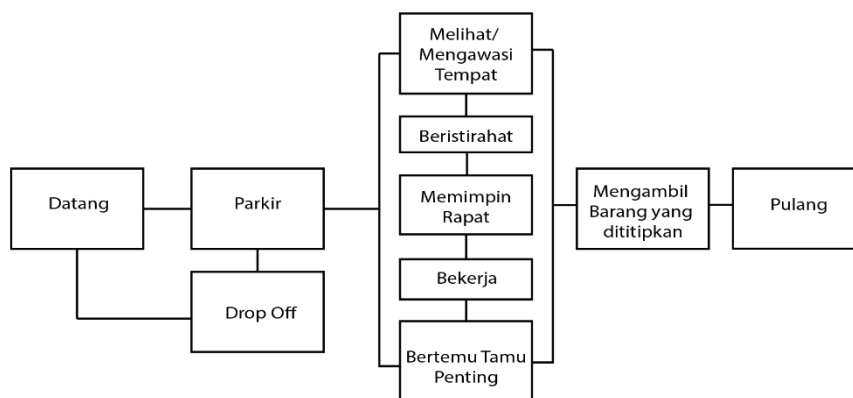 Datang
Parkir
Drop Off
Melihat/
Mengawasi
Tempat
Beristirahat
Memimpin
Rapat
Bekerja
Bertemu Tamu
Penting
Mengambil
Barang yang
dititipkan
Pulang